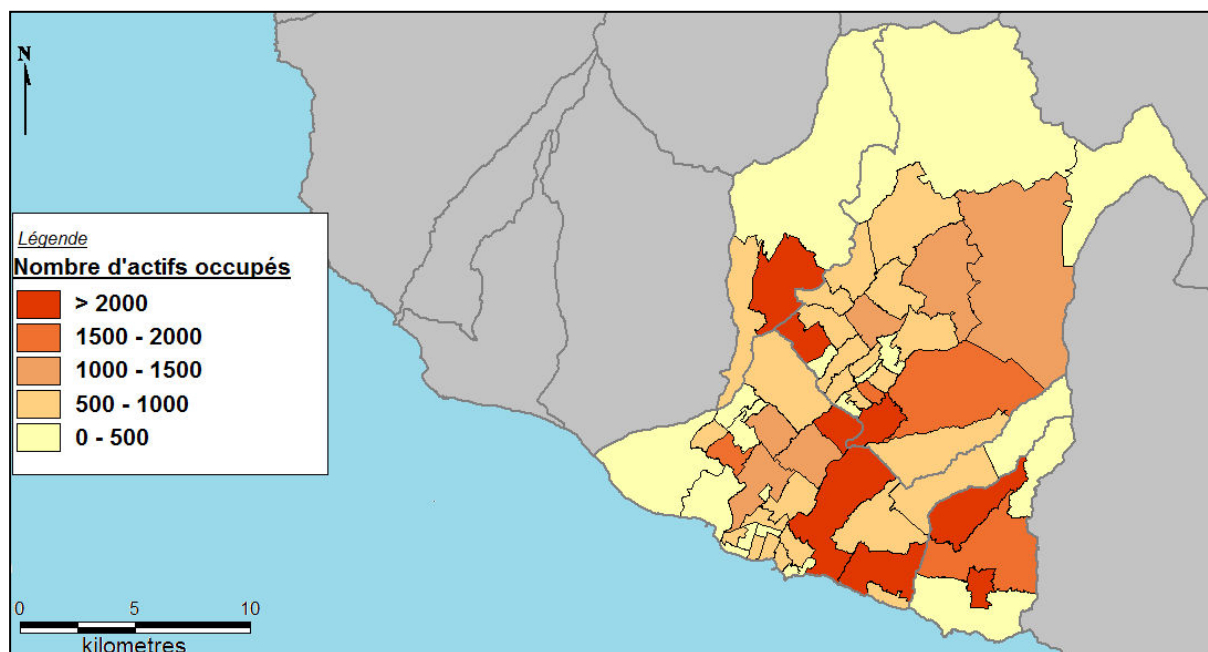 N
Légende
Nombre d'actifs occupés
> 2000
1500 - 2000
1000 - 1500
500 - 1000
0 - 500
0 5 10
kilometres